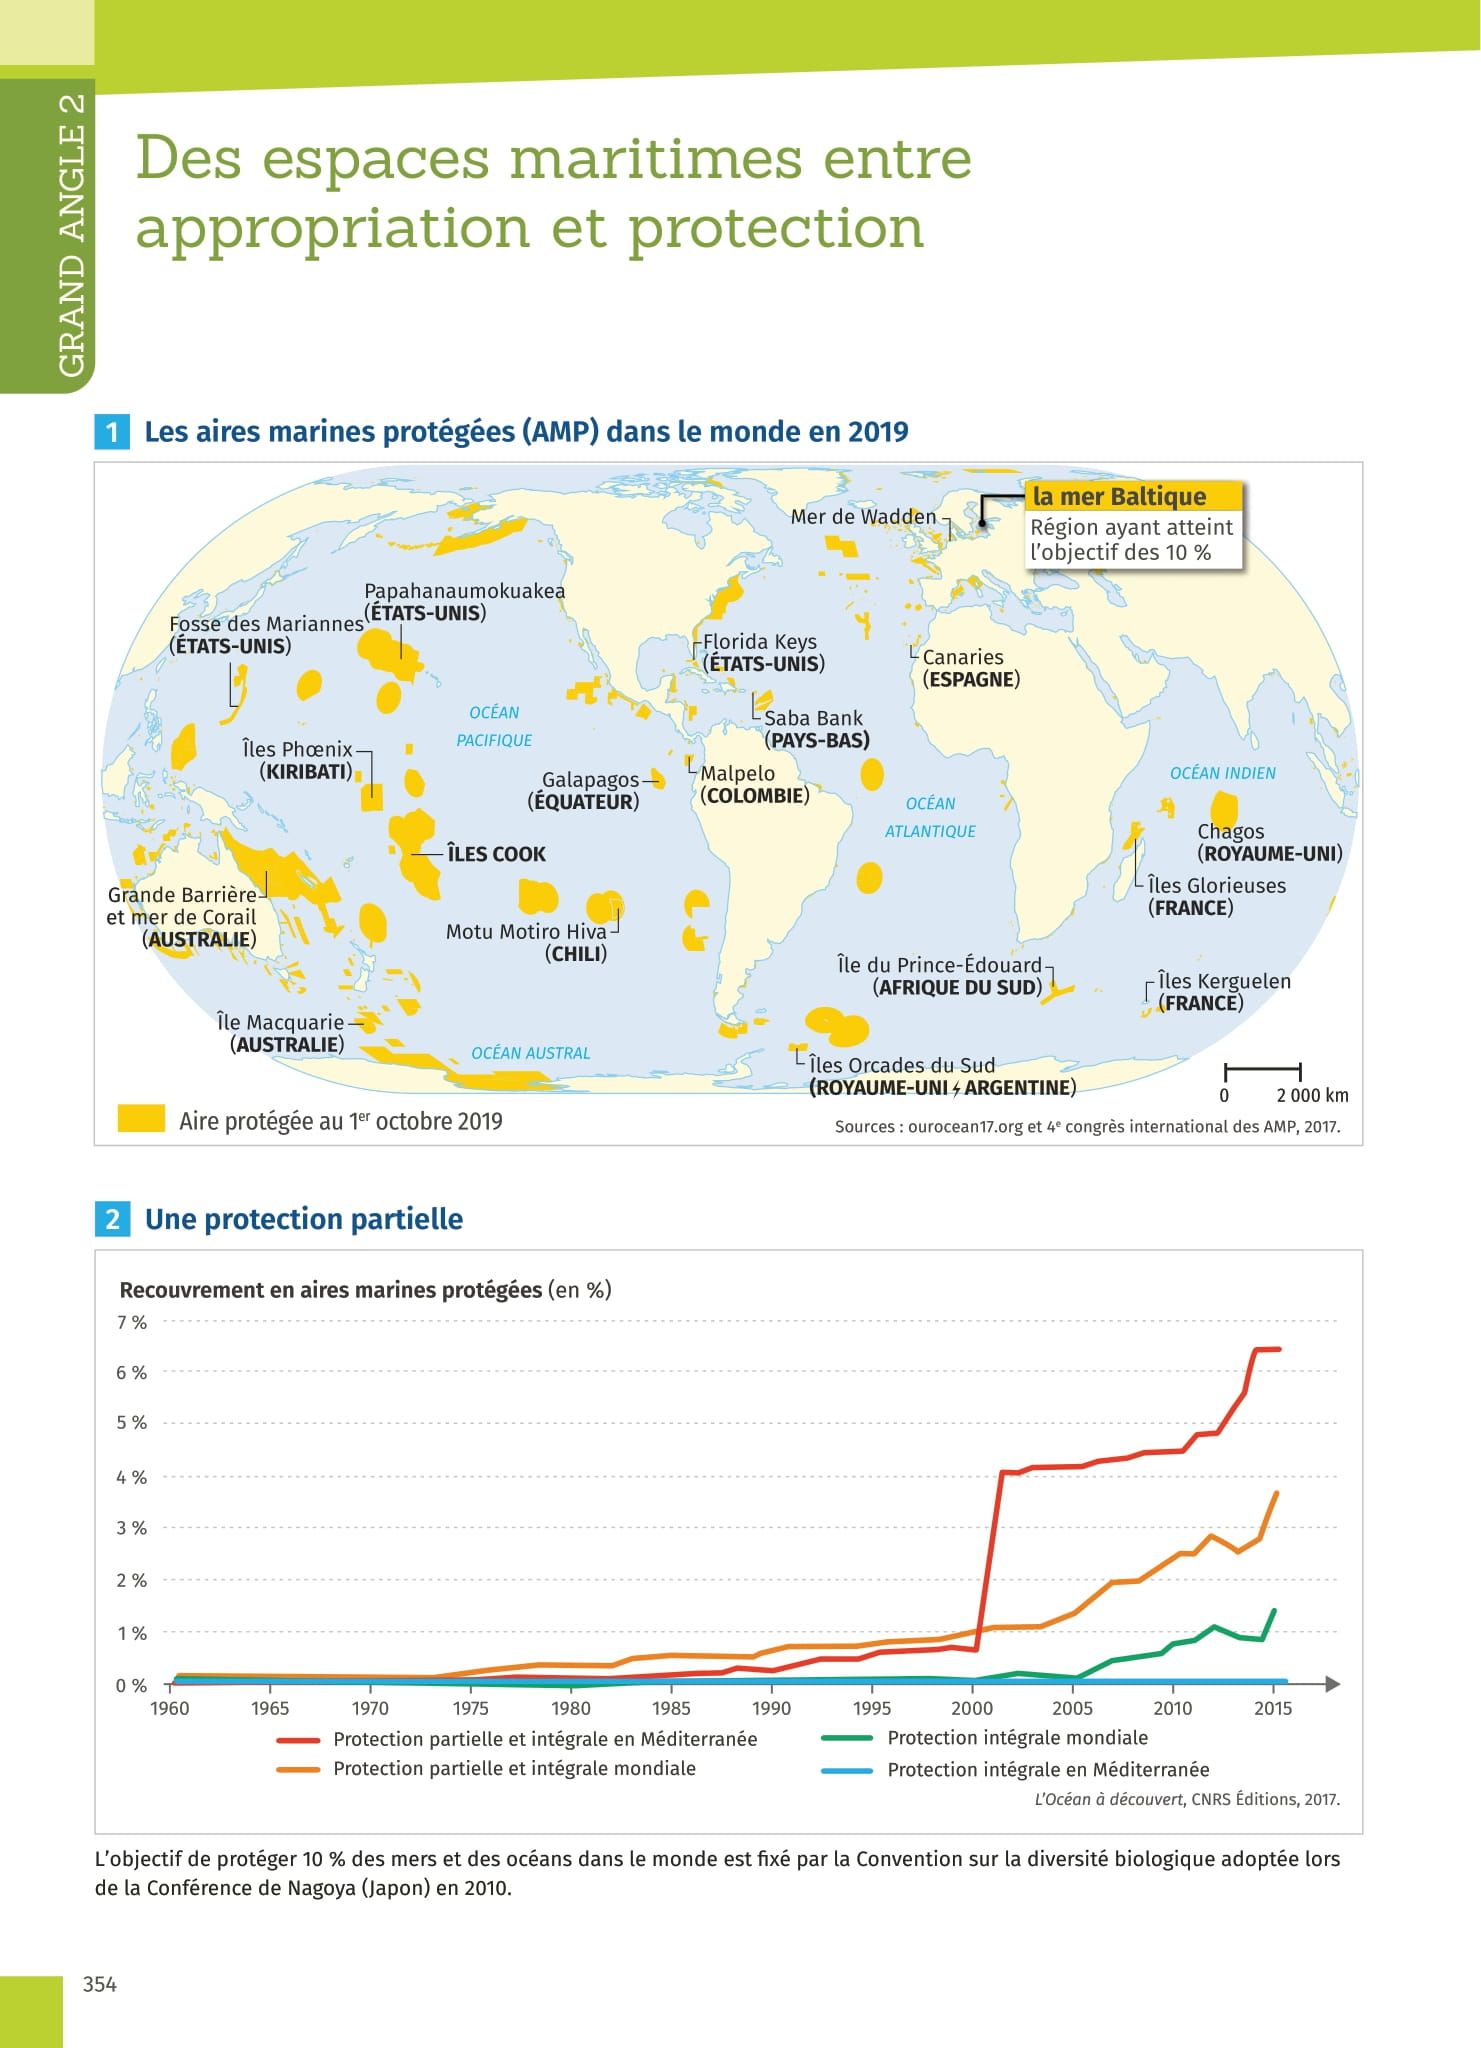 GRAND ANGLE 2
Des espaces maritimes entre
appropriation et protection
1 Les aires marines protégées (AMP) dans le monde en 2019
la mer Baltique
Région ayant atteint
l'objectif des 10 %
Mer de Wadden
Papahanaumokuakea
(ÉTATS-UNIS)
Fosse des Mariannes
(ÉTATS-UNIS)
Florida Keys
(ÉTATS-UNIS)
Canaries
(ESPAGNE)
OCÉAN
PACIFIQUE
Saba Bank
(PAYS-BAS)
Îles Phœnix
(KIRIBATI)
Galapagos
(ÉQUATEUR)
Malpelo
(COLOMBIE)
OCÉAN
ATLANTIQUE
OCÉAN INDIEN
Chagos
(ROYAUME-UNI)
ÎLES COOK
Îles Glorieuses
(FRANCE)
Grande Barrière
et mer de Corail
(AUSTRALIE)
Motu Motiro Hiva
(CHILI)
Île du Prince-Édouard
(AFRIQUE DU SUD)
Îles Kerguelen
(FRANCE)
Île Macquarie
(AUSTRALIE)
OCÉAN AUSTRAL
Îles Orcades du Sud
(ROYAUME-UNI ARGENTINE)
0 2 000 km
Aire protégée au 1er octobre 2019
Sources : ourocean17.org et 4e congrès international des AMP, 2017.
2 Une protection partielle
Recouvrement en aires marines protégées (en %)
7 %
6 %
5 %
4 %
3 %
2 %
1 %
0 %
1960 1965 1970 1975 1980 1985 1990 1995 2000 2005 2010 2015
Protection partielle et intégrale en Méditerranée
Protection partielle et intégrale mondiale
Protection intégrale mondiale
Protection intégrale en Méditerranée
L'Océan à découvert, CNRS Éditions, 2017.
L'objectif de protéger 10 % des mers et des océans dans le monde est fixé par la Convention sur la diversité biologique adoptée lors
de la Conférence de Nagoya (Japon) en 2010.
354